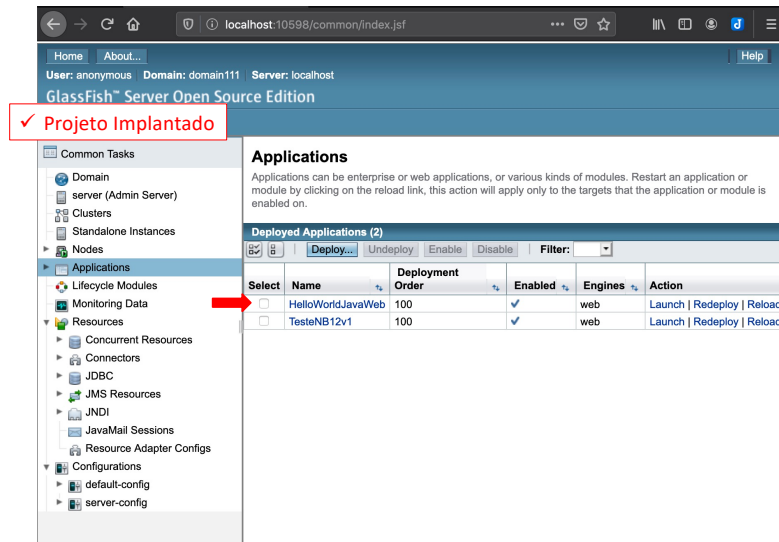 localhost:10598/common/index.jsf
Home About... Help
User: anonymous Domain: domain111 Server: localhost
GlassFish™ Server Open Source Edition
✓ Projeto Implantado
Common Tasks
Domain
server (Admin Server)
Clusters
Standalone Instances
Nodes
Applications
Lifecycle Modules
Monitoring Data
Resources
Concurrent Resources
Connectors
JDBC
JMS Resources
JNDI
JavaMail Sessions
Resource Adapter Configs
Configurations
default-config
server-config
Applications
Applications can be enterprise or web applications, or various kinds of modules. Restart an application or
module by clicking on the reload link, this action will apply only to the targets that the application or module is
enabled on.
Deployed Applications (2)
Deploy... Undeploy Enable Disable Filter:
Select Name Deployment Order Enabled Engines Action
HelloWorldJavaWeb 100 ✓ web Launch | Redeploy | Reload
TesteNB12v1 100 ✓ web Launch | Redeploy | Reload